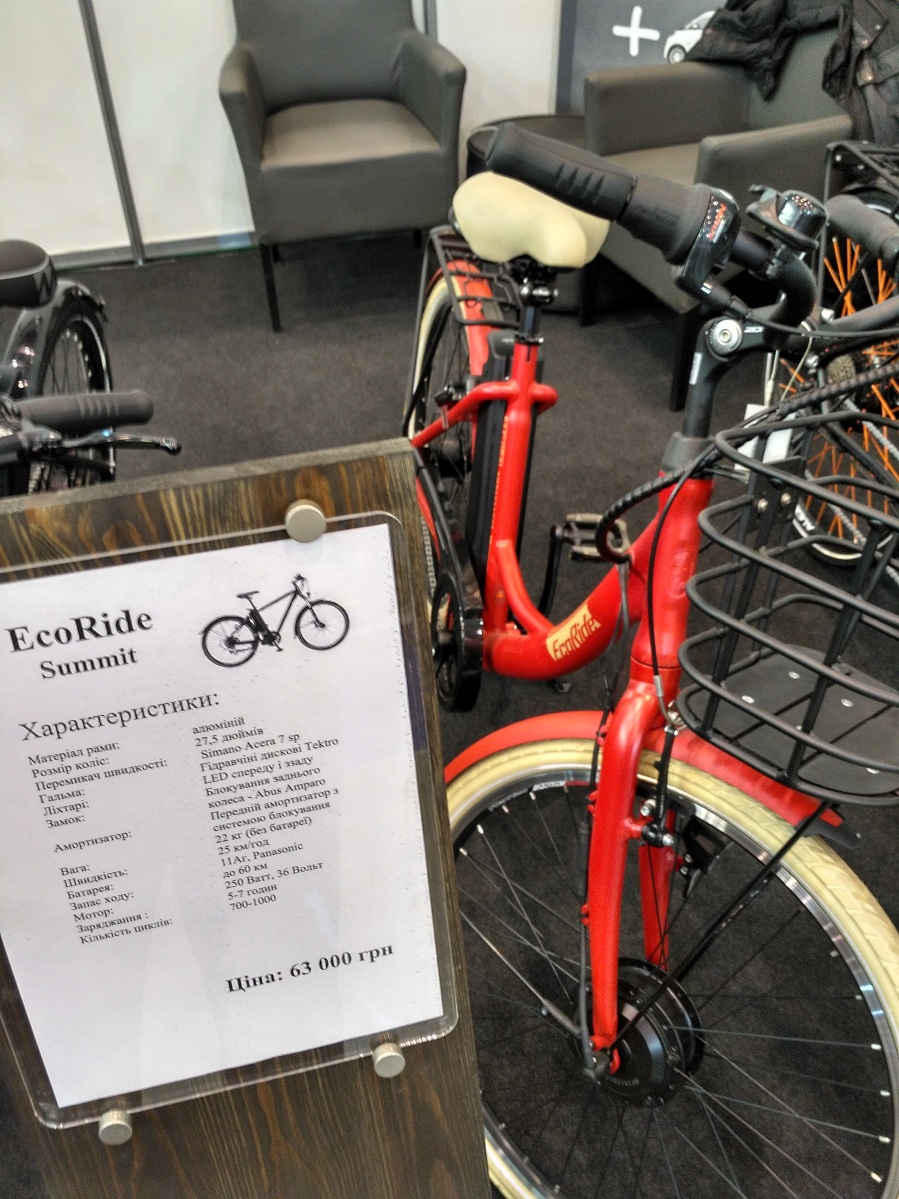 EcoRide
Summit
Характеристики:
Матеріал рами: алюміній
Розмір коліс: 27,5 дюймів
Перемикач швидкості: Simano Acera 7 sp
Гальма: Гідравчіні дискові Tektro
Ліхтарі: LED спереду і ззаду
Замок: Блокування заднього
колеса - Abus Amparo
Амортизатор: Передній амортизатор з
системою блокування
Вага: 22 кг (без батареї)
Швидкість: 25 км/год
Батарея: 11Аг, Panasonic
Запас ходу: до 60 км
Мотор: 250 Ватт, 36 Вольт
Заряджання : 5-7 годин
Кількість циклів: 700-1000
Ціна: 63 000 грн
EcoRide